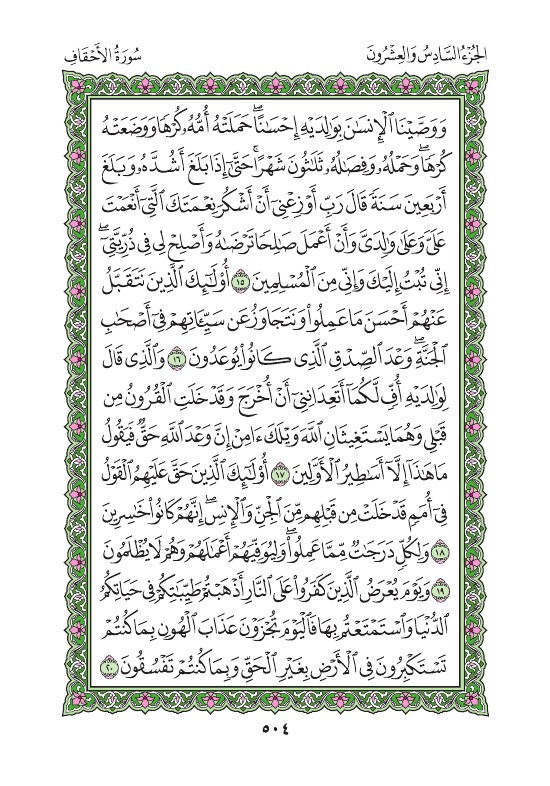 الجُزْءُ السَّادِسُ وَالعِشْرُونَ
سُورَةُ الأَحْقَافِ
وَوَصَّيْنَا ٱلْإِنسَٰنَ بِوَٰلِدَيْهِ إِحْسَٰنًا ۖ حَمَلَتْهُ أُمُّهُۥ كُرْهًا وَوَضَعَتْهُ
كُرْهًا ۖ وَحَمْلُهُۥ وَفِصَٰلُهُۥ ثَلَٰثُونَ شَهْرًا ۚ حَتَّىٰٓ إِذَا بَلَغَ أَشُدَّهُۥ وَبَلَغَ
أَرْبَعِينَ سَنَةً قَالَ رَبِّ أَوْزِعْنِىٓ أَنْ أَشْكُرَ نِعْمَتَكَ ٱلَّتِىٓ أَنْعَمْتَ
عَلَىَّ وَعَلَىٰ وَٰلِدَىَّ وَأَنْ أَعْمَلَ صَٰلِحًا تَرْضَىٰهُ وَأَصْلِحْ لِى فِى ذُرِّيَّتِىٓ ۖ
إِنِّى تُبْتُ إِلَيْكَ وَإِنِّى مِنَ ٱلْمُسْلِمِينَ ١٥ أُو۟لَٰٓئِكَ ٱلَّذِينَ نَتَقَبَّلُ
عَنْهُمْ أَحْسَنَ مَا عَمِلُوا۟ وَنَتَجَاوَزُ عَن سَيِّـَٔاتِهِمْ فِىٓ أَصْحَٰبِ
ٱلْجَنَّةِ ۖ وَعْدَ ٱلصِّدْقِ ٱلَّذِى كَانُوا۟ يُوعَدُونَ ١٦ وَٱلَّذِى قَالَ
لِوَٰلِدَيْهِ أُفٍّ لَّكُمَآ أَتَعِدَانِنِىٓ أَنْ أُخْرَجَ وَقَدْ خَلَتِ ٱلْقُرُونُ مِن
قَبْلِى وَهُمَا يَسْتَغِيثَانِ ٱللَّهَ وَيْلَكَ ءَامِنْ إِنَّ وَعْدَ ٱللَّهِ حَقٌّ فَيَقُولُ
مَا هَٰذَآ إِلَّآ أَسَٰطِيرُ ٱلْأَوَّلِينَ ١٧ أُو۟لَٰٓئِكَ ٱلَّذِينَ حَقَّ عَلَيْهِمُ ٱلْقَوْلُ
فِىٓ أُمَمٍ قَدْ خَلَتْ مِن قَبْلِهِم مِّنَ ٱلْجِنِّ وَٱلْإِنسِ ۖ إِنَّهُمْ كَانُوا۟ خَٰسِرِينَ
١٨ وَلِكُلٍّ دَرَجَٰتٌ مِّمَّا عَمِلُوا۟ ۖ وَلِيُوَفِّيَهُمْ أَعْمَٰلَهُمْ وَهُمْ لَا يُظْلَمُونَ
١٩ وَيَوْمَ يُعْرَضُ ٱلَّذِينَ كَفَرُوا۟ عَلَى ٱلنَّارِ أَذْهَبْتُمْ طَيِّبَٰتِكُمْ فِى حَيَاتِكُمُ
ٱلدُّنْيَا وَٱسْتَمْتَعْتُم بِهَا فَٱلْيَوْمَ تُجْزَوْنَ عَذَابَ ٱلْهُونِ بِمَا كُنتُمْ
تَسْتَكْبِرُونَ فِى ٱلْأَرْضِ بِغَيْرِ ٱلْحَقِّ وَبِمَا كُنتُمْ تَفْسُقُونَ ٢٠
٥٠٤